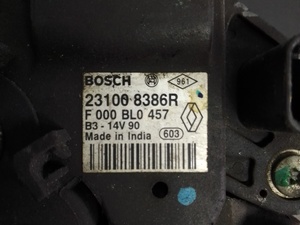 BOSCH 961
23100 8386R
F 000 BL0 457
B3 - 14V 90
Made in India 603